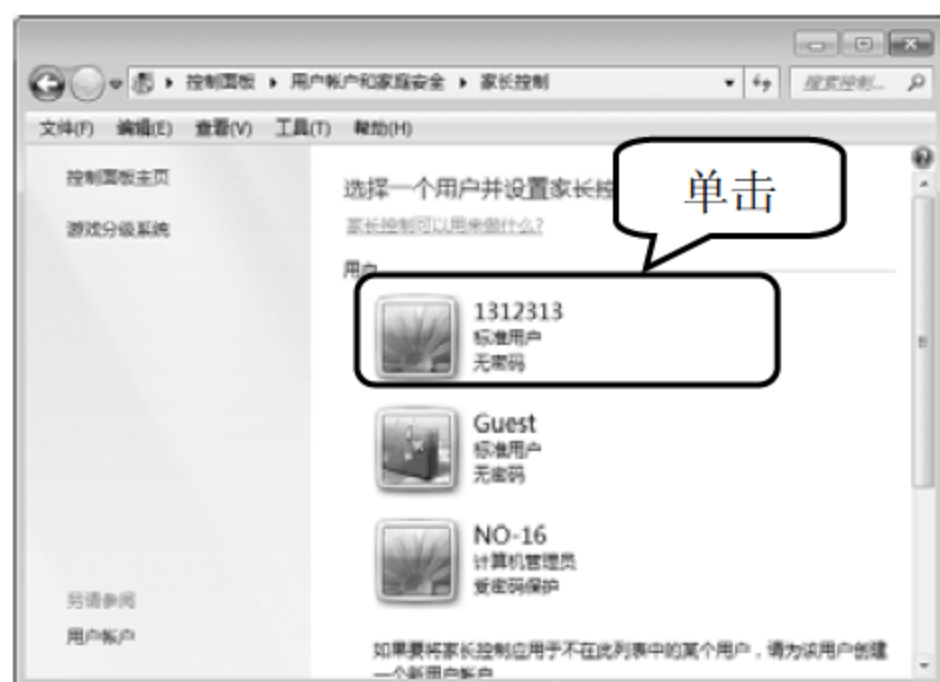 控制面板 用户帐户和家庭安全 家长控制 搜索控制...
文件(F) 编辑(E) 查看(V) 工具(T) 帮助(H)
控制面板主页
游戏分级系统
选择一个用户并设置家长控
单击
家长控制可以用来做什么?
用户
1312313
标准用户
无密码
Guest
标准用户
无密码
NO-16
计算机管理员
受密码保护
另请参阅
用户帐户
如果要将家长控制应用于不在此列表中的某个用户，请为该用户创建
一个新用户帐户